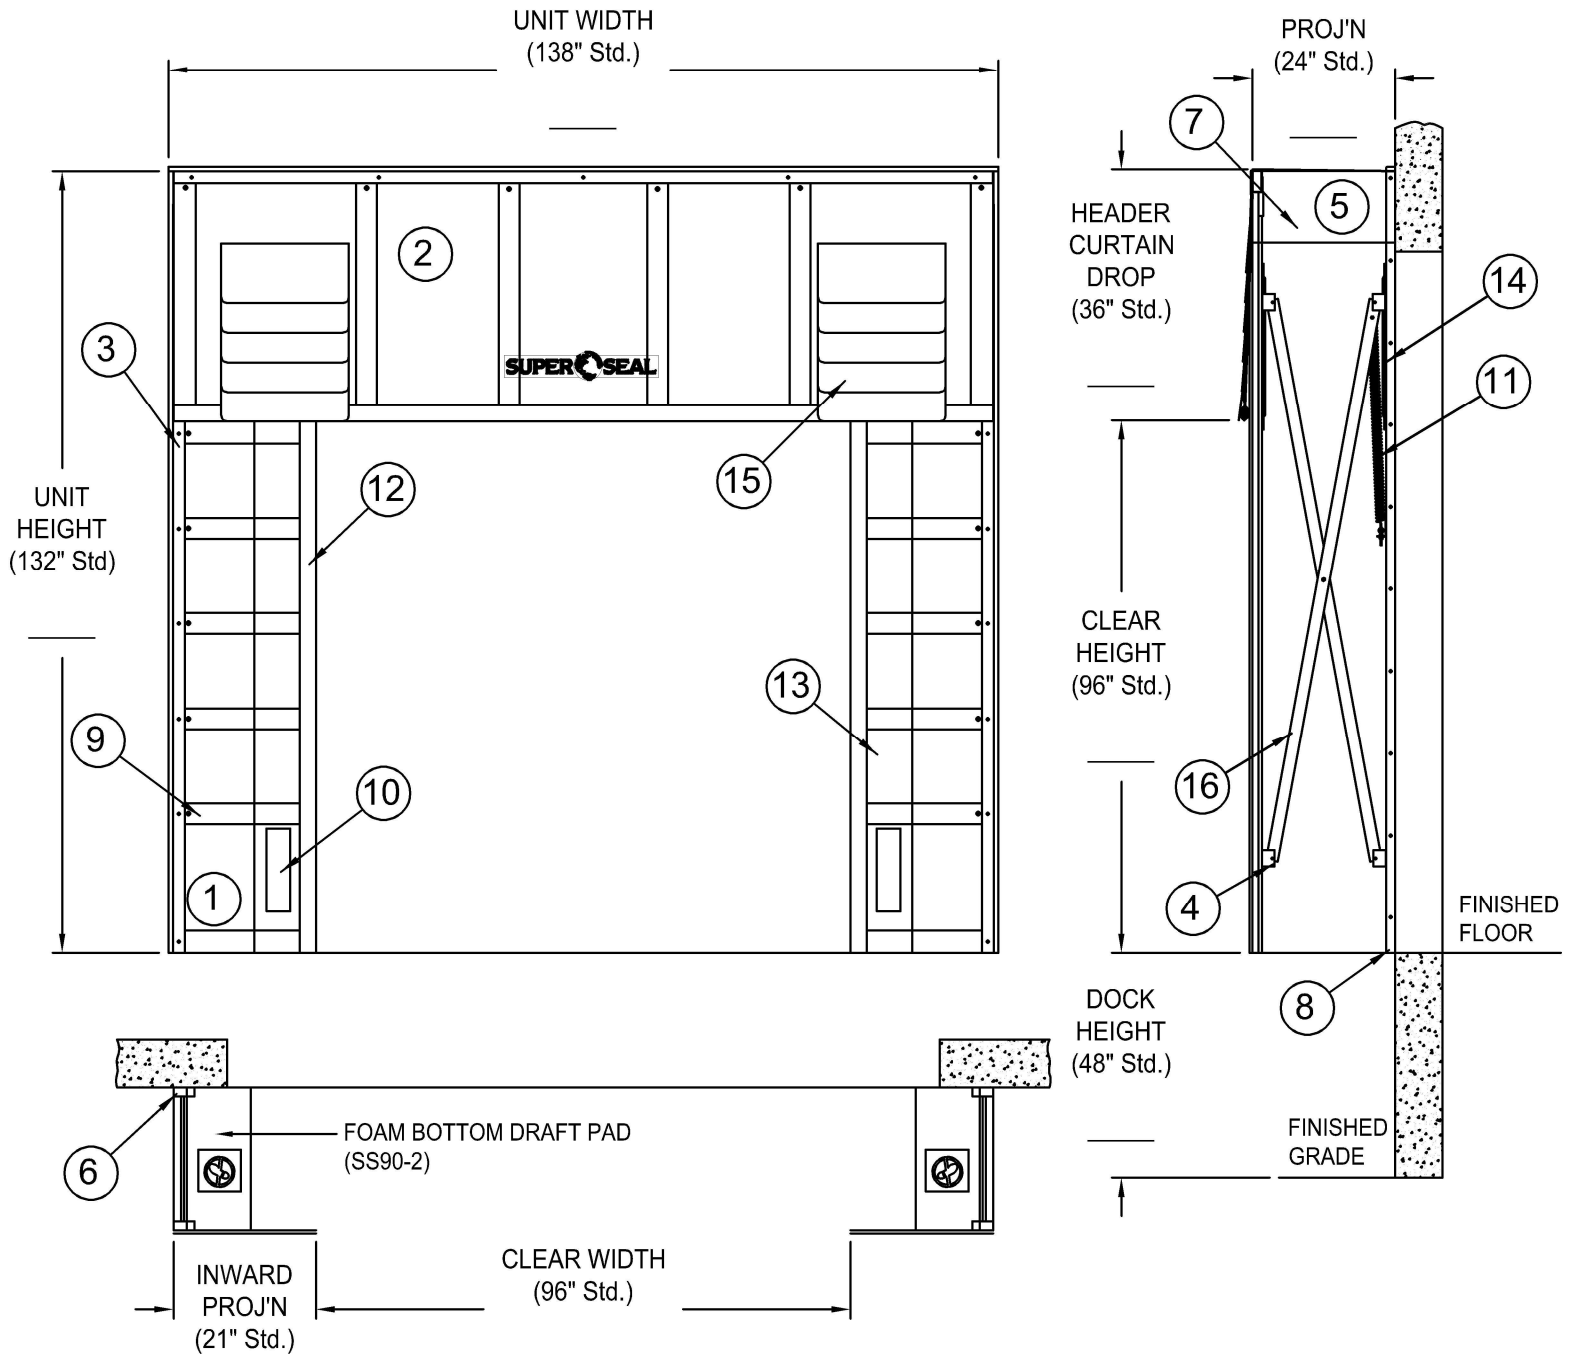 UNIT WIDTH
(138" Std.)
PROJ'N
(24" Std.)
7
5
2
HEADER
CURTAIN
DROP
(36" Std.)
14
3
SUPER SEAL
11
15
12
UNIT
HEIGHT
(132" Std)
CLEAR
HEIGHT
(96" Std.)
13
9
10
16
1
4
FINISHED
FLOOR
8
DOCK
HEIGHT
(48" Std.)
FINISHED
GRADE
FOAM BOTTOM DRAFT PAD
(SS90-2)
6
CLEAR WIDTH
(96" Std.)
INWARD
PROJ'N
(21" Std.)